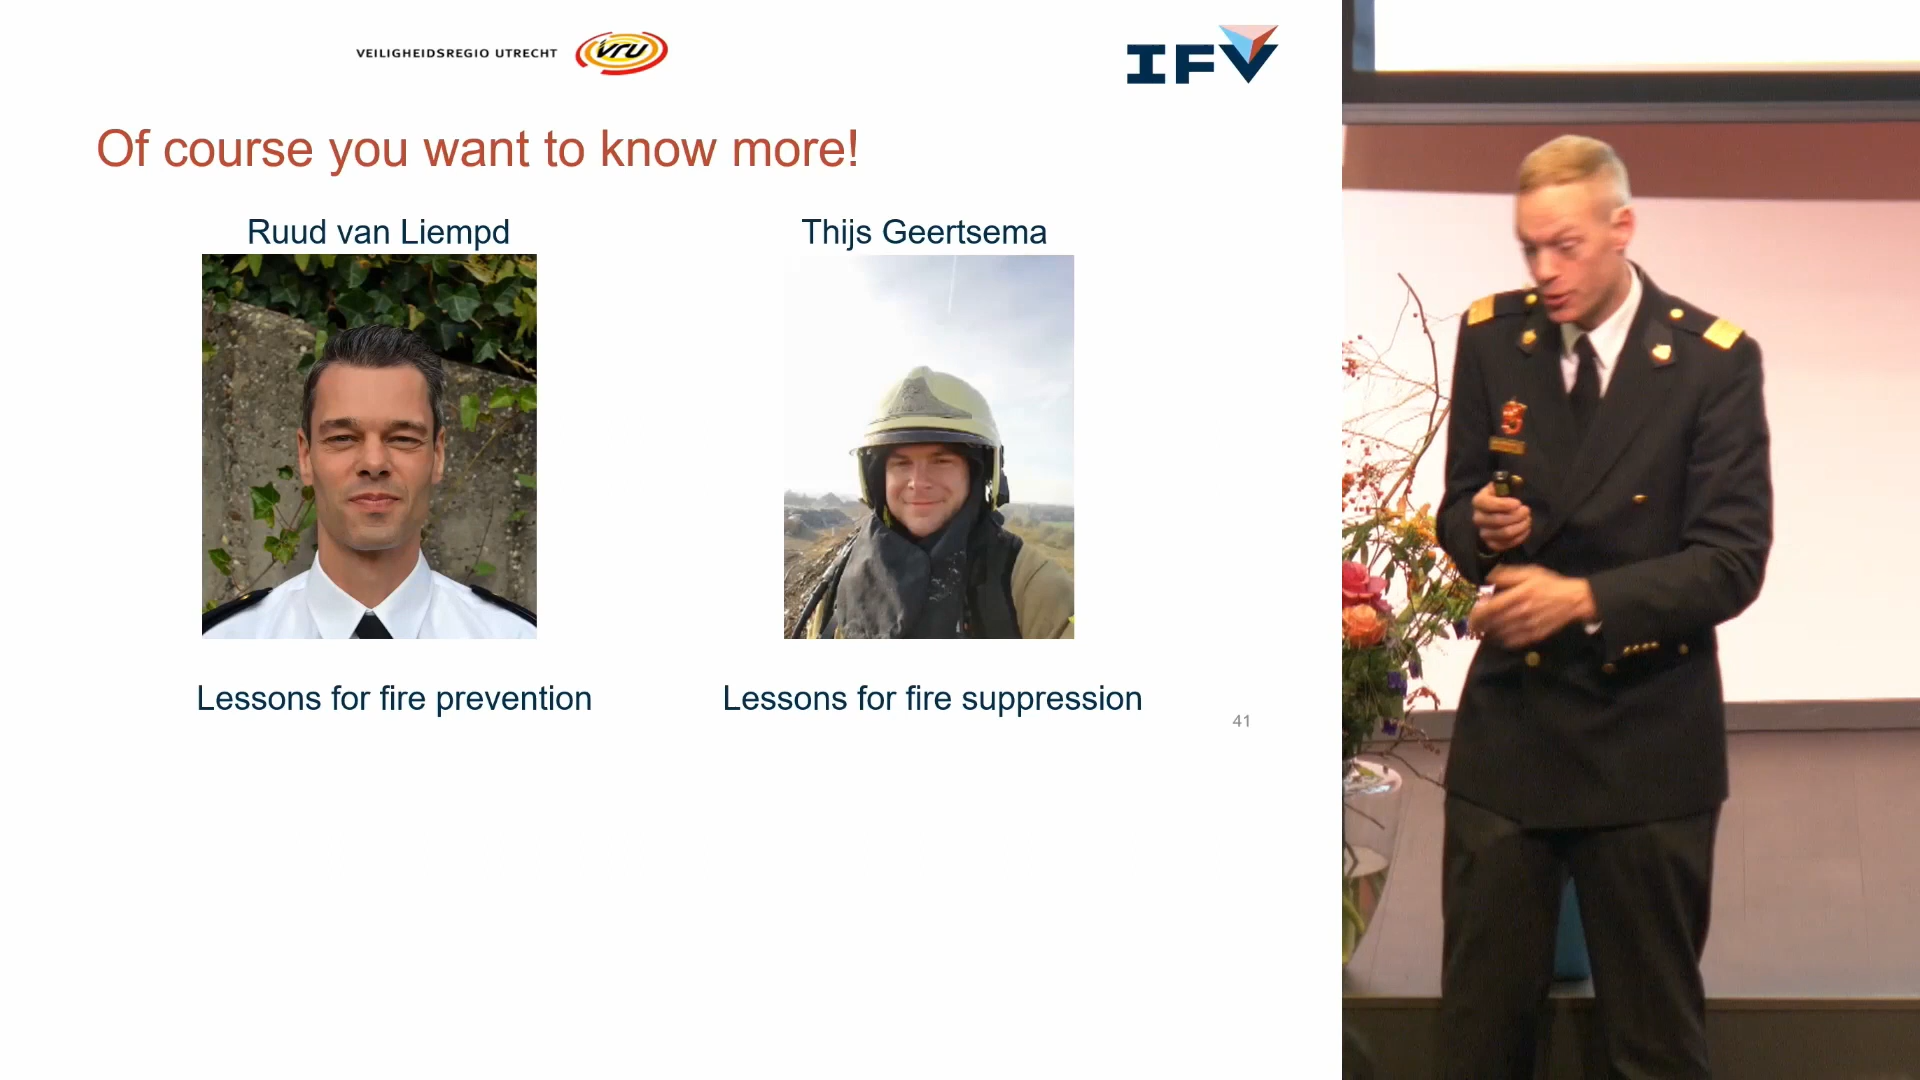 VEILIGHEIDSREGIO UTRECHT vru
IFV
Of course you want to know more!
Ruud van Liempd
Thijs Geertsema
Lessons for fire prevention
Lessons for fire suppression
41